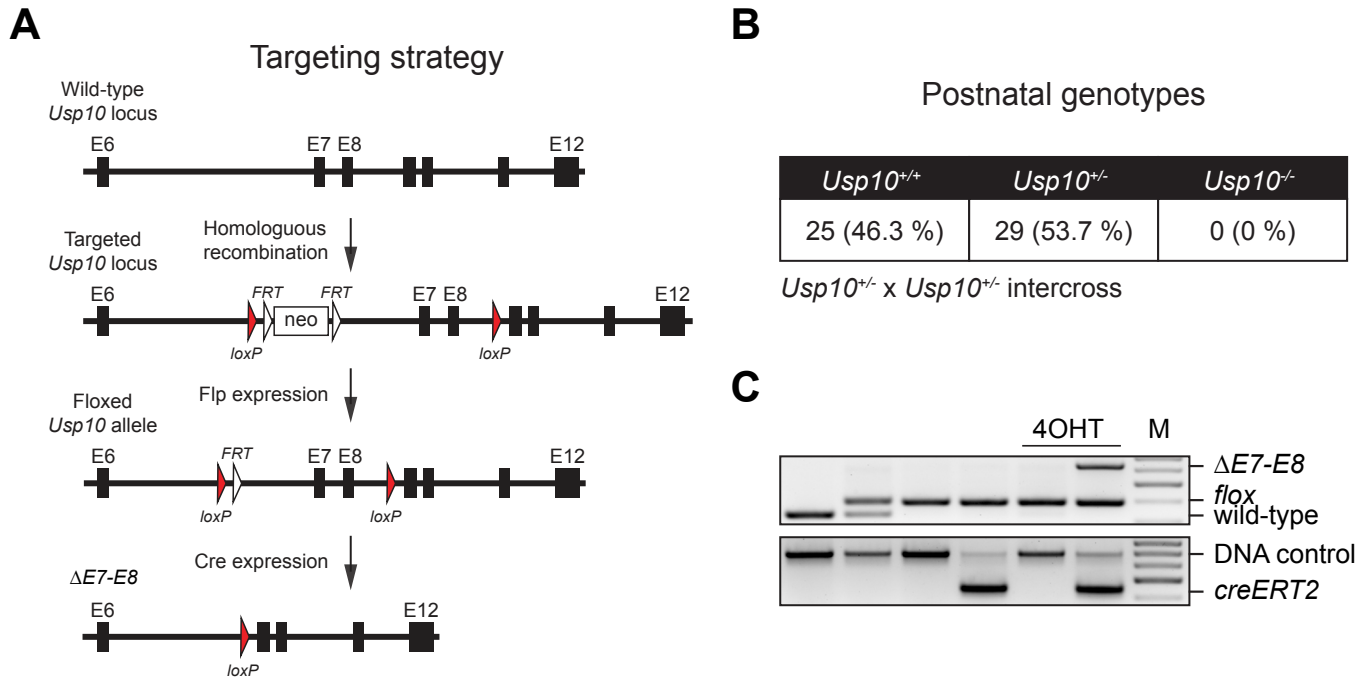 A
Targeting strategy
Wild-type
Usp10 locus
E6
E7 E8
E12
Homologuous
recombination
Targeted
Usp10 locus
E6
FRT
neo
FRT
E7 E8
E12
loxP
loxP
Flp expression
Floxed
Usp10 allele
E6
FRT
E7 E8
E12
loxP
loxP
Cre expression
ΔE7-E8
E6
E12
loxP
B
Postnatal genotypes
Usp10+/+ Usp10+/- Usp10-/-
25 (46.3 %) 29 (53.7 %) 0 (0 %)
Usp10+/- x Usp10+/- intercross
C
4OHT M
ΔE7-E8
flox
wild-type
DNA control
creERT2